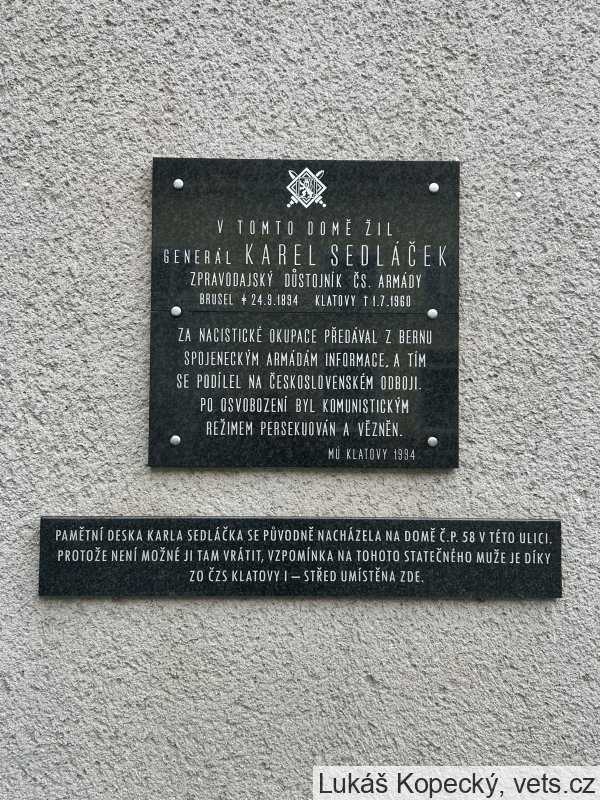 V TOMTO DOMĚ ŽIL
GENERÁL KAREL SEDLÁČEK
ZPRAVODAJSKÝ DŮSTOJNÍK ČS. ARMÁDY
BRUSEL * 24.9.1894 KLATOVY † 1.7.1960
ZA NACISTICKÉ OKUPACE PŘEDÁVAL Z BERNU
SPOJENECKÝM ARMÁDÁM INFORMACE, A TÍM
SE PODÍLEL NA ČESKOSLOVENSKÉM ODBOJI.
PO OSVOBOZENÍ BYL KOMUNISTICKÝM
REŽIMEM PERSEKUOVÁN A VĚZNĚN.
MÚ KLATOVY 1994
PAMĚTNÍ DESKA KARLA SEDLÁČKA SE PŮVODNĚ NACHÁZELA NA DOMĚ Č.P. 58 V TÉTO ULICI.
PROTOŽE NENÍ MOŽNÉ JI TAM VRÁTIT, VZPOMÍNKA NA TOHOTO STATEČNÉHO MUŽE JE DÍKY
ZO ČZS KLATOVY I – STŘED UMÍSTĚNA ZDE.
Lukáš Kopecký, vets.cz